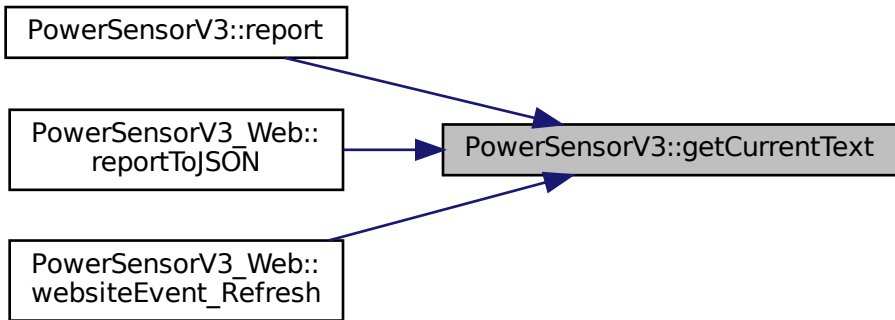 PowerSensorV3::report
PowerSensorV3_Web::
reportToJSON
PowerSensorV3::getCurrentText
PowerSensorV3_Web::
websiteEvent_Refresh